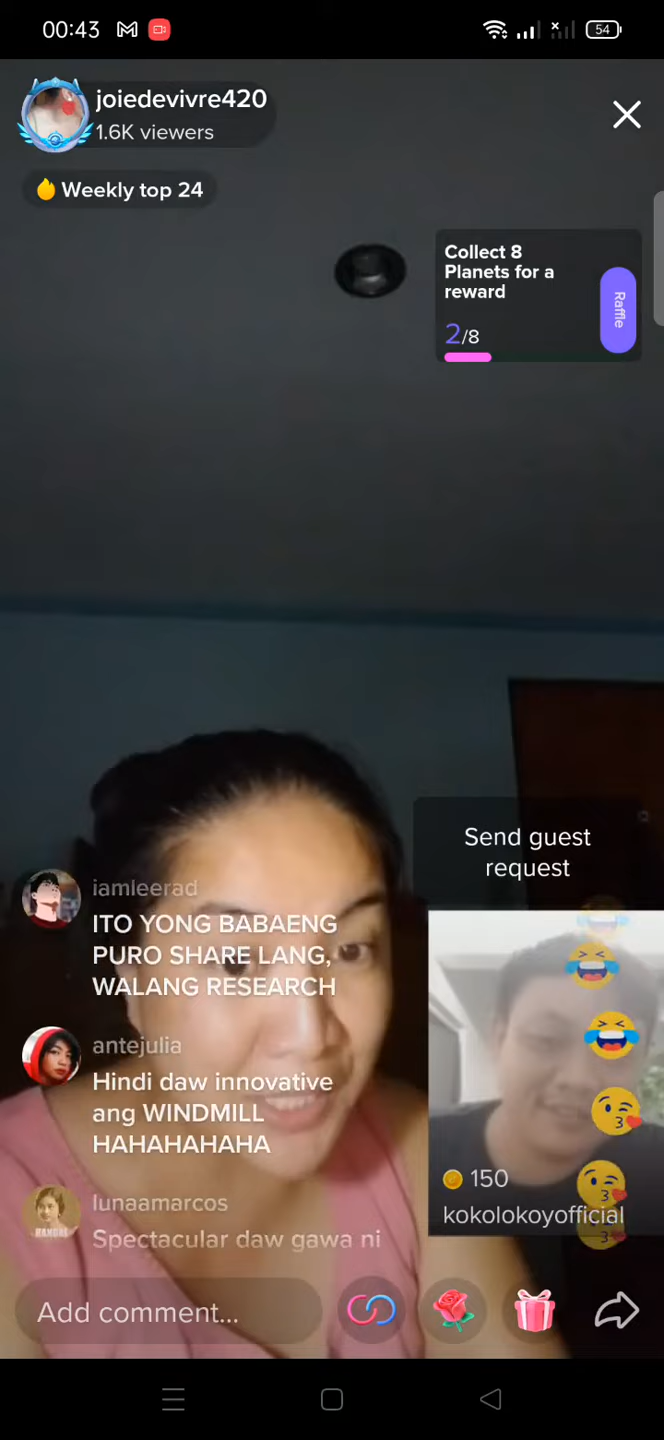 00:43
54
joiedevivre420
1.6K viewers
Weekly top 24
Collect 8
Planets for a
reward
2/8
Raffle
Send guest
request
iamleerad
ITO YONG BABAENG
PURO SHARE LANG,
WALANG RESEARCH
antejulia
Hindi daw innovative
ang WINDMILL
HAHAHAHAHA
150
kokolokoyofficial
lunaamarcos
Spectacular daw gawa ni
Add comment...